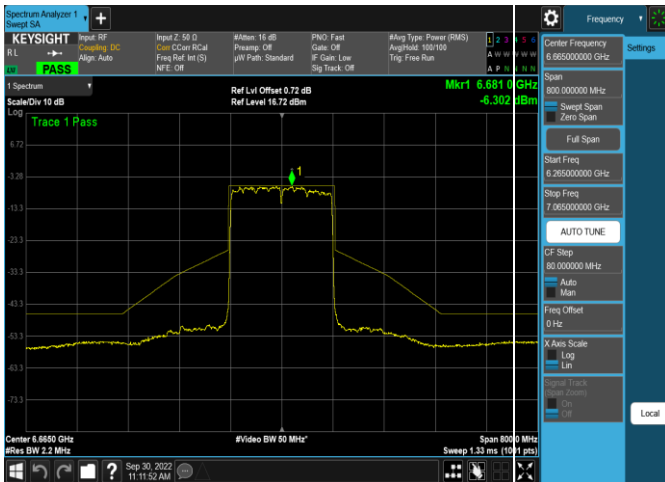 Spectrum Analyzer 1
Swept SA
Frequency
KEYSIGHT
RL
LV
PASS
Input: RF
Coupling: DC
Align: Auto
Input Z: 50 Ω
Corr CCorr RCal
Freq Ref: Int (S)
NFE: Off
#Atten: 16 dB
Preamp: Off
µW Path: Standard
PNO: Fast
Gate: Off
IF Gain: Low
Sig Track: Off
#Avg Type: Power (RMS)
Avg|Hold: 100/100
Trig: Free Run
1 2 3 4 5 6
A W W W W W
A P N N N N
1 Spectrum
Scale/Div 10 dB
Ref Lvl Offset 0.72 dB
Ref Level 16.72 dBm
Mkr1 6.681 0 GHz
-6.302 dBm
Log
Trace 1 Pass
1
6.72
-3.28
-13.3
-23.3
-33.3
-43.3
-53.3
-63.3
-73.3
Center 6.6650 GHz
#Res BW 2.2 MHz
#Video BW 50 MHz*
Span 800.0 MHz
Sweep 1.33 ms (1001 pts)
Sep 30, 2022
11:11:52 AM
Center Frequency
6.665000000 GHz
Span
800.000000 MHz
Swept Span
Zero Span
Full Span
Start Freq
6.265000000 GHz
Stop Freq
7.065000000 GHz
AUTO TUNE
CF Step
80.000000 MHz
Auto
Man
Freq Offset
0 Hz
X Axis Scale
Log
Lin
Signal Track
(Span Zoom)
On
Off
Settings
Local